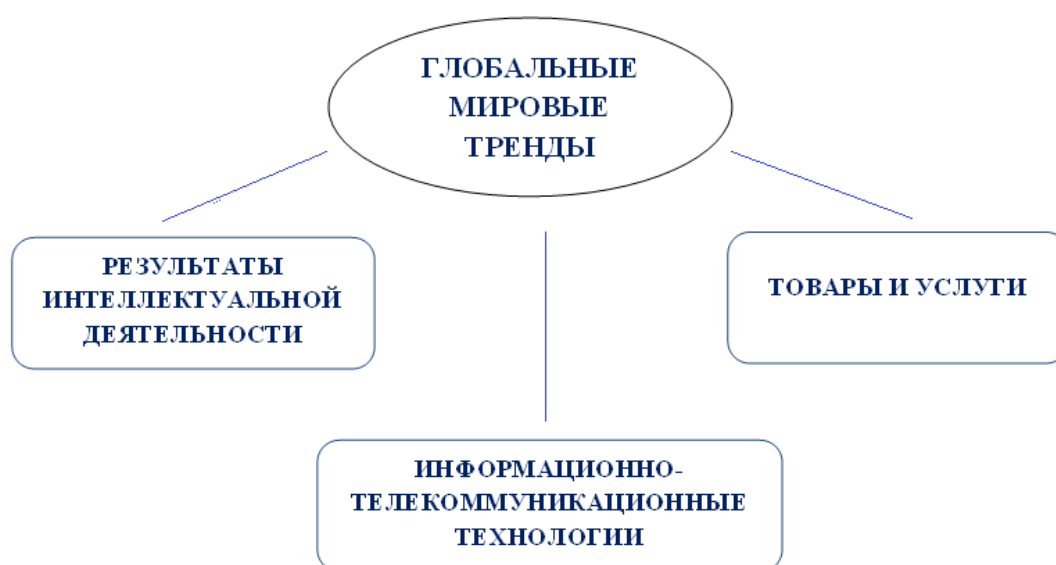 ГЛОБАЛЬНЫЕ
МИРОВЫЕ
ТРЕНДЫ
РЕЗУЛЬТАТЫ
ИНТЕЛЛЕКТУАЛЬНОЙ
ДЕЯТЕЛЬНОСТИ
ТОВАРЫ И УСЛУГИ
ИНФОРМАЦИОННО-
ТЕЛЕКОММУНИКАЦИОННЫЕ
ТЕХНОЛОГИИ